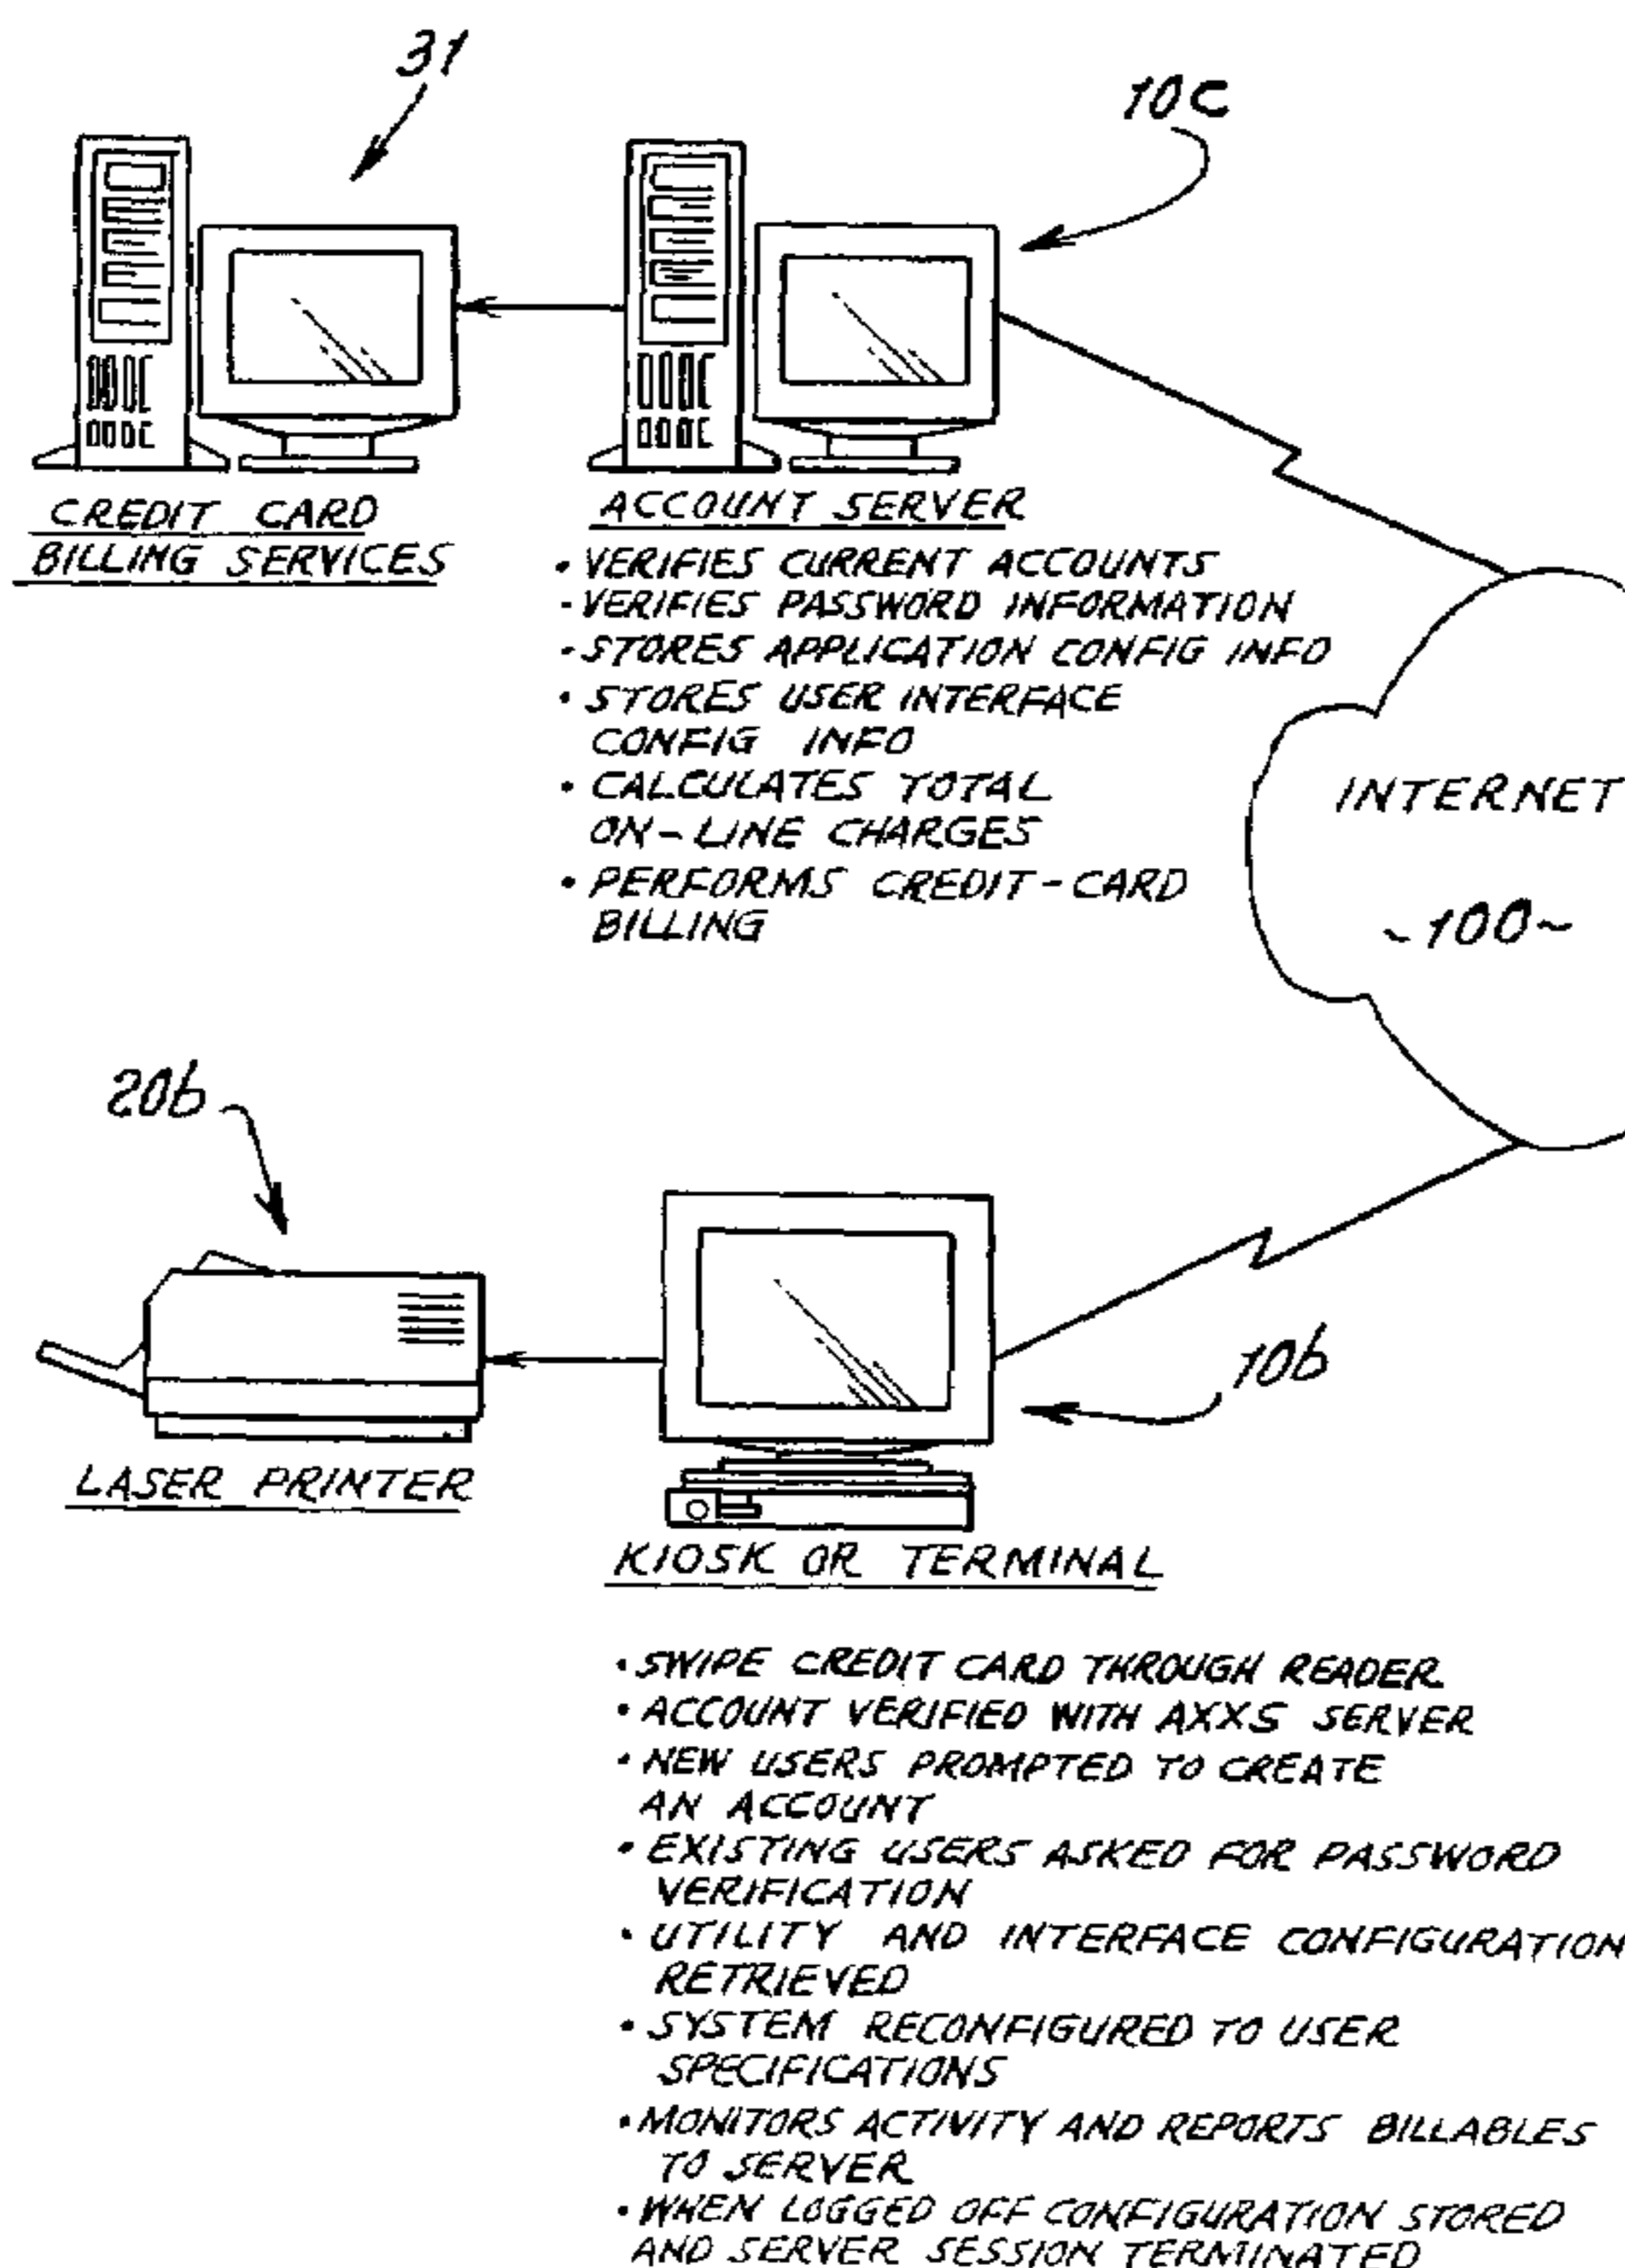 31
10c
CREDIT CARD
BILLING SERVICES
ACCOUNT SERVER
• VERIFIES CURRENT ACCOUNTS
- VERIFIES PASSWORD INFORMATION
- STORES APPLICATION CONFIG INFO
• STORES USER INTERFACE
CONFIG INFO
• CALCULATES TOTAL
ON-LINE CHARGES
• PERFORMS CREDIT-CARD
BILLING
INTERNET
~100~
20b
10b
LASER PRINTER
KIOSK OR TERMINAL
• SWIPE CREDIT CARD THROUGH READER
• ACCOUNT VERIFIED WITH AXXS SERVER
• NEW USERS PROMPTED TO CREATE
AN ACCOUNT
• EXISTING USERS ASKED FOR PASSWORD
VERIFICATION
• UTILITY AND INTERFACE CONFIGURATION
RETRIEVED
• SYSTEM RECONFIGURED TO USER
SPECIFICATIONS
• MONITORS ACTIVITY AND REPORTS BILLABLES
TO SERVER
• WHEN LOGGED OFF CONFIGURATION STORED
AND SERVER SESSION TERMINATED